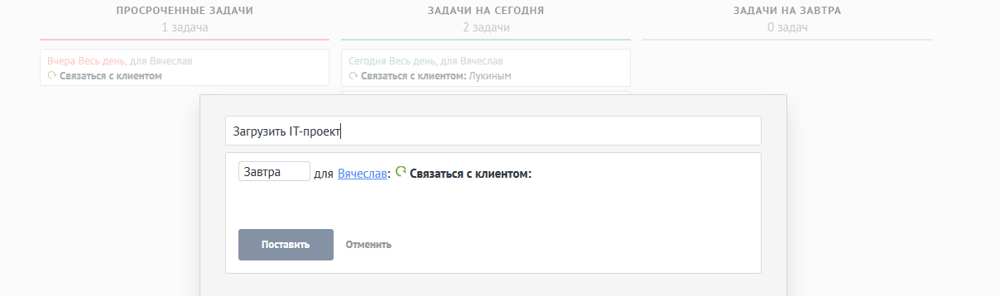 ПРОСРОЧЕННЫЕ ЗАДАЧИ
1 задача
Вчера Весь день, для Вячеслав
Связаться с клиентом
ЗАДАЧИ НА СЕГОДНЯ
2 задачи
Сегодня Весь день, для Вячеслав
Связаться с клиентом: Лукиным
ЗАДАЧИ НА ЗАВТРА
0 задач
Загрузить IT-проект
Завтра для Вячеслав: Связаться с клиентом:
Поставить Отменить